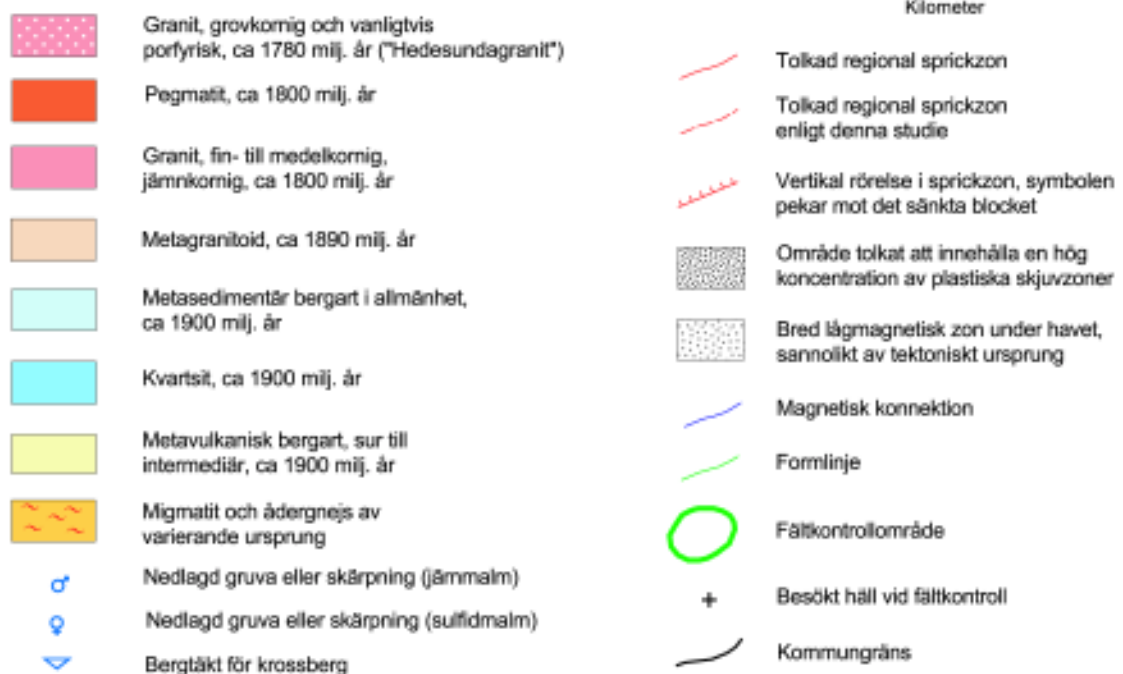 Granit, grovkornig och vanligtvis
porfyrisk, ca 1780 milj. år ("Hedesundagranit")
Pegmatit, ca 1800 milj. år
Granit, fin- till medelkornig,
jämnkornig, ca 1800 milj. år
Metagranitoid, ca 1890 milj. år
Metasedimentär bergart i allmänhet,
ca 1900 milj. år
Kvartsit, ca 1900 milj. år
Metavulkanisk bergart, sur till
intermediär, ca 1900 milj. år
Migmatit och ådergnejs av
varierande ursprung
Nedlagd gruva eller skärpning (järnmalm)
Nedlagd gruva eller skärpning (sulfidmalm)
Bergtäkt för krossberg
Kilometer
Tolkad regional sprickzon
Tolkad regional sprickzon
enligt denna studie
Vertikal rörelse i sprickzon, symbolen
pekar mot det sänkta blocket
Område tolkat att innehålla en hög
koncentration av plastiska skjuvzoner
Bred lågmagnetisk zon under havet,
sannolikt av tektoniskt ursprung
Magnetisk konnektion
Formlinje
Fältkontrollområde
Besökt häll vid fältkontroll
Kommungräns